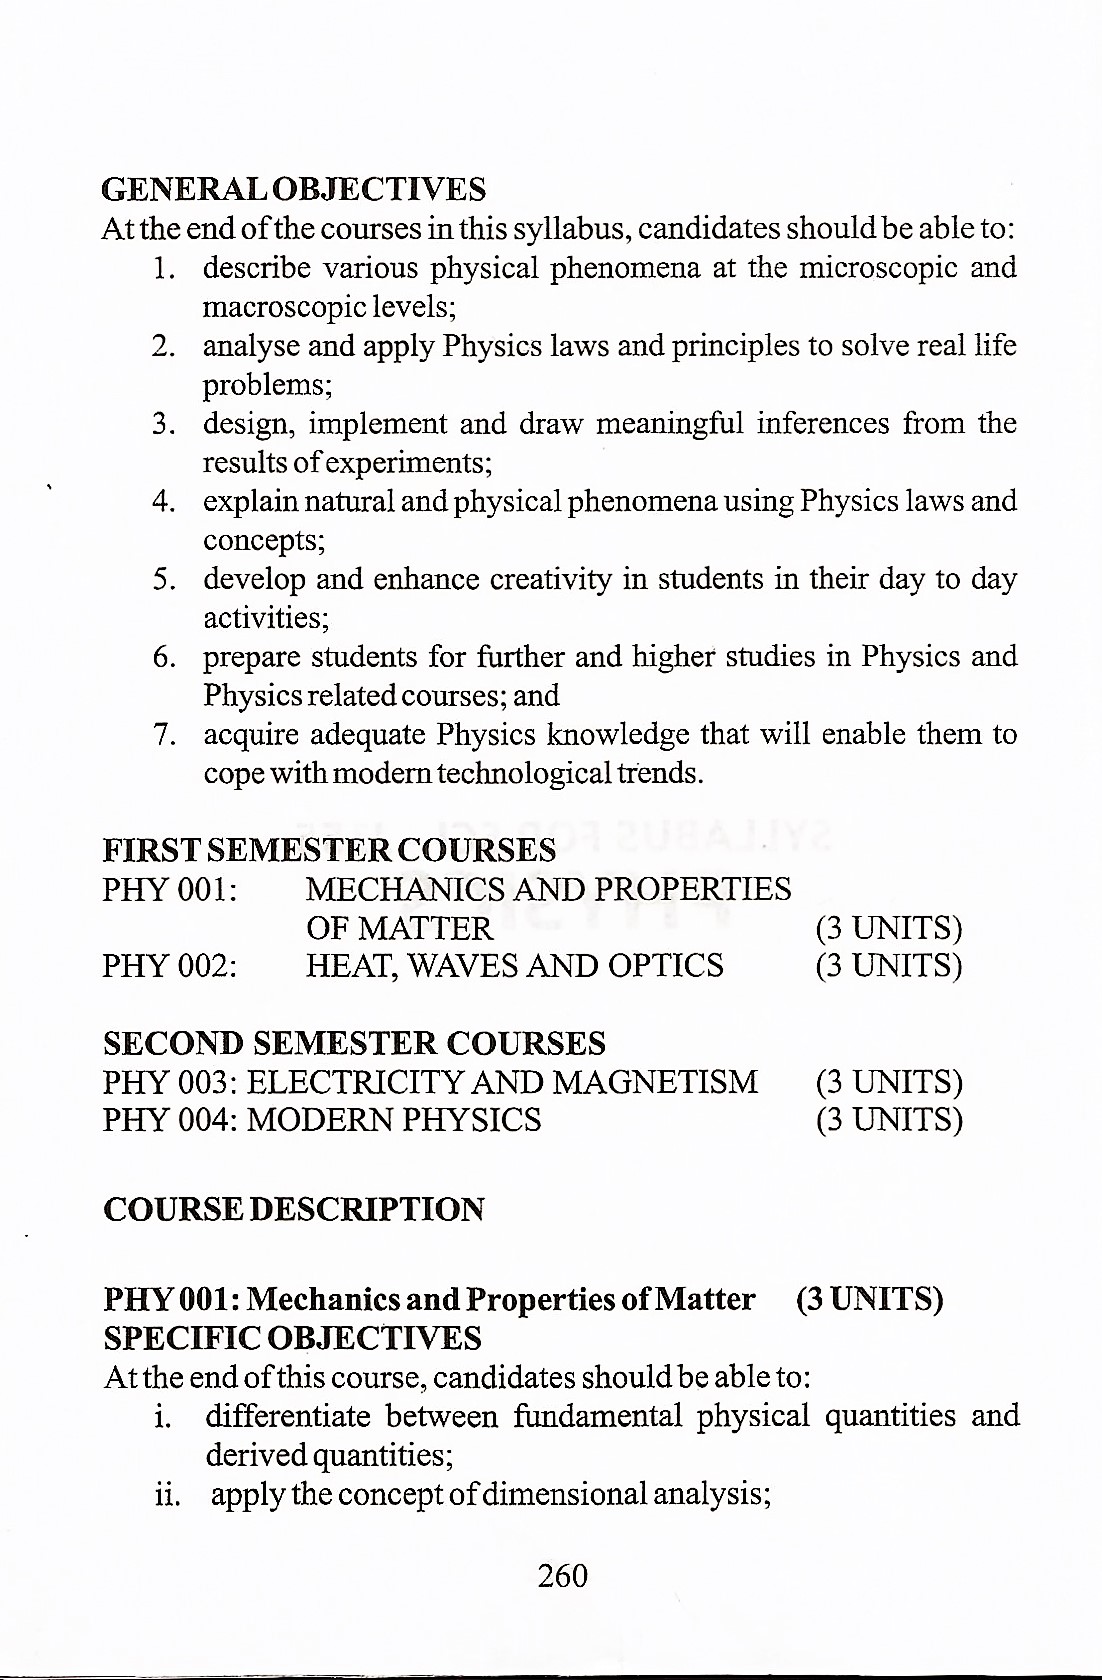 GENERAL OBJECTIVES
At the end of the courses in this syllabus, candidates should be able to:
1. describe various physical phenomena at the microscopic and
macroscopic levels;
2. analyse and apply Physics laws and principles to solve real life
problems;
3. design, implement and draw meaningful inferences from the
results of experiments;
4. explain natural and physical phenomena using Physics laws and
concepts;
5. develop and enhance creativity in students in their day to day
activities;
6. prepare students for further and higher studies in Physics and
Physics related courses; and
7. acquire adequate Physics knowledge that will enable them to
cope with modern technological trends.
FIRST SEMESTER COURSES
PHY 001: MECHANICS AND PROPERTIES
OF MATTER (3 UNITS)
PHY 002: HEAT, WAVES AND OPTICS (3 UNITS)
SECOND SEMESTER COURSES
PHY 003: ELECTRICITY AND MAGNETISM (3 UNITS)
PHY 004: MODERN PHYSICS (3 UNITS)
COURSE DESCRIPTION
PHY 001: Mechanics and Properties of Matter (3 UNITS)
SPECIFIC OBJECTIVES
At the end of this course, candidates should be able to:
i. differentiate between fundamental physical quantities and
derived quantities;
ii. apply the concept of dimensional analysis;
260